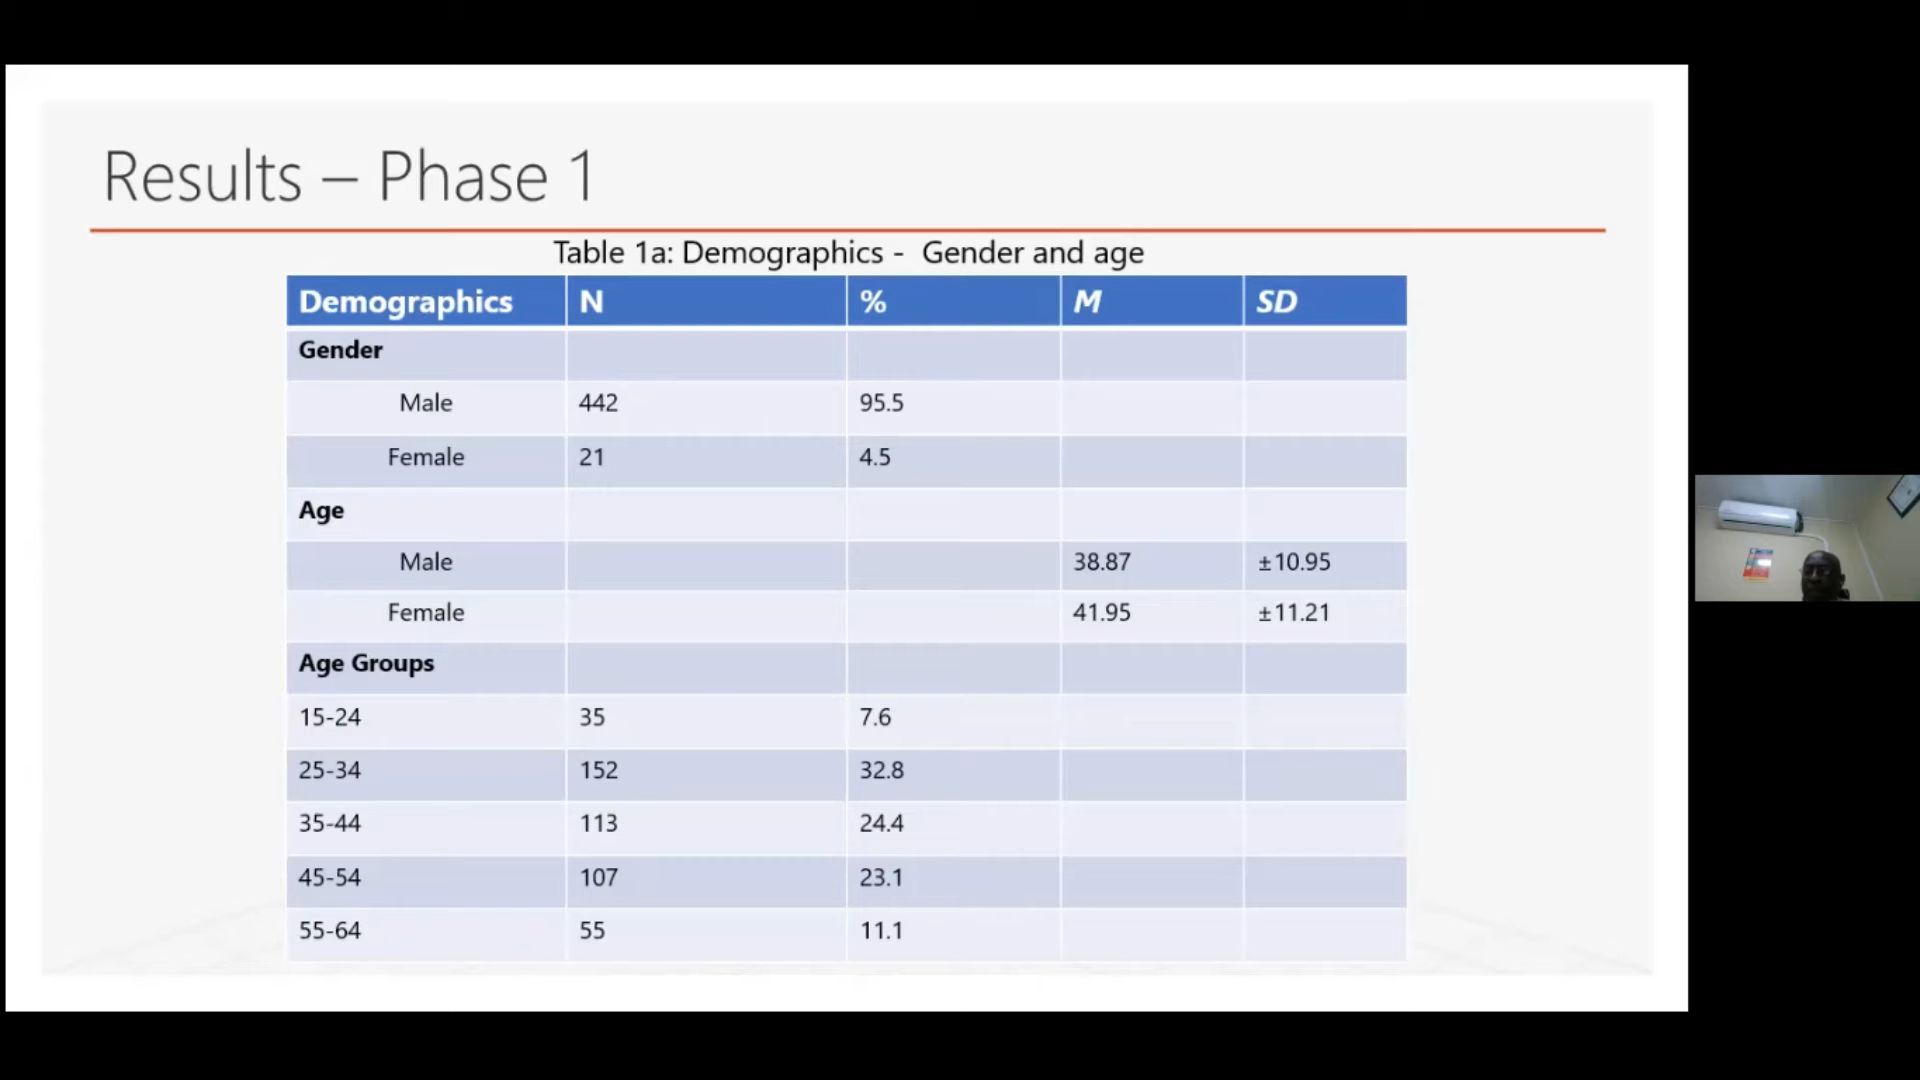 Results – Phase 1
Table 1a: Demographics -  Gender and age
Demographics N % M SD
Gender
Male 442 95.5
Female 21 4.5
Age
Male 38.87 ±10.95
Female 41.95 ±11.21
Age Groups
15-24 35 7.6
25-34 152 32.8
35-44 113 24.4
45-54 107 23.1
55-64 55 11.1